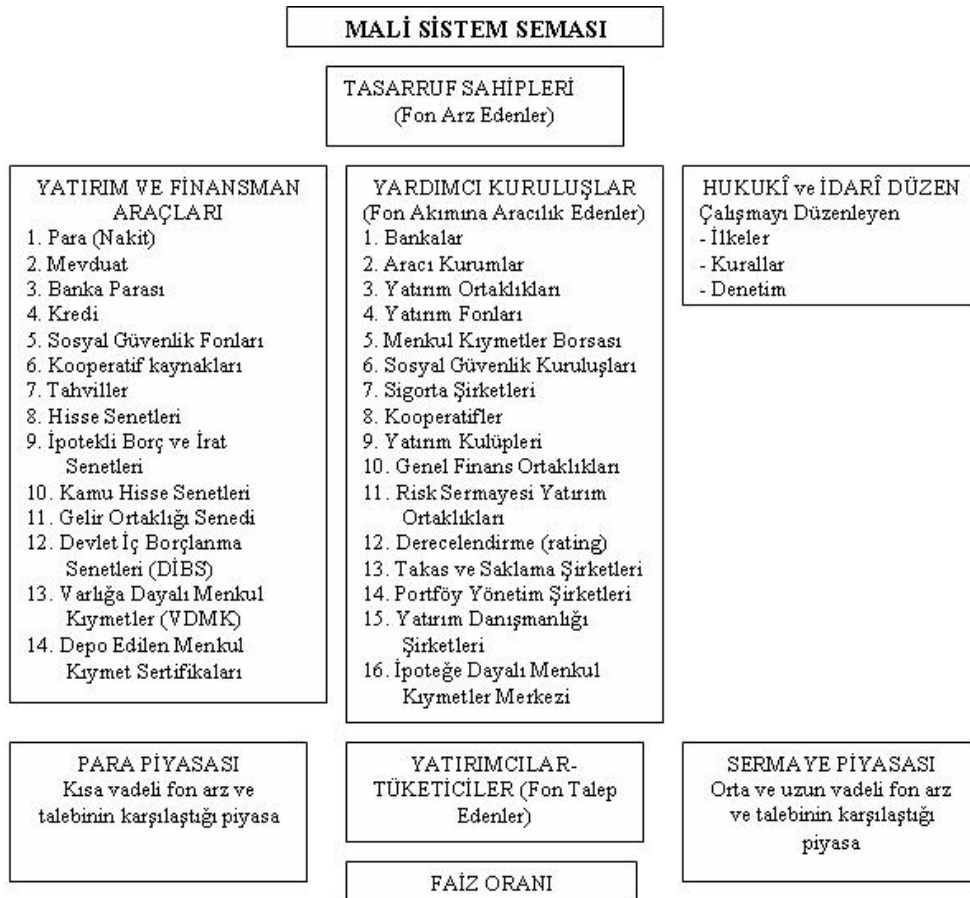 MALİ SİSTEM SEMASI
TASARRUF SAHİPLERİ
(Fon Arz Edenler)
YATIRIM VE FİNANSMAN
ARAÇLARI
1. Para (Nakit)
2. Mevduat
3. Banka Parası
4. Kredi
5. Sosyal Güvenlik Fonları
6. Kooperatif kaynakları
7. Tahviller
8. Hisse Senetleri
9. İpotekli Borç ve İrat
Senetleri
10. Kamu Hisse Senetleri
11. Gelir Ortaklığı Senedi
12. Devlet İç Borçlanma
Senetleri (DİBS)
13. Varlığa Dayalı Menkul
Kıymetler (VDMK)
14. Depo Edilen Menkul
Kıymet Sertifikaları
YARDIMCI KURULUŞLAR
(Fon Akımına Aracılık Edenler)
1. Bankalar
2. Aracı Kurumlar
3. Yatırım Ortaklıkları
4. Yatırım Fonları
5. Menkul Kıymetler Borsası
6. Sosyal Güvenlik Kuruluşları
7. Sigorta Şirketleri
8. Kooperatifler
9. Yatırım Kulüpleri
10. Genel Finans Ortaklıkları
11. Risk Sermayesi Yatırım
Ortaklıkları
12. Derecelendirme (rating)
13. Takas ve Saklama Şirketleri
14. Portföy Yönetim Şirketleri
15. Yatırım Danışmanlığı
Şirketleri
16. İpoteğe Dayalı Menkul
Kıymetler Merkezi
HUKUKÎ ve İDARÎ DÜZEN
Çalışmayı Düzenleyen
- İlkeler
- Kurallar
- Denetim
PARA PİYASASI
Kısa vadeli fon arz ve
talebinin karşılaştığı piyasa
YATIRIMCILAR-
TÜKETİCİLER (Fon Talep
Edenler)
SERMAYE PİYASASI
Orta ve uzun vadeli fon arz
ve talebinin karşılaştığı
piyasa
FAİZ ORANI